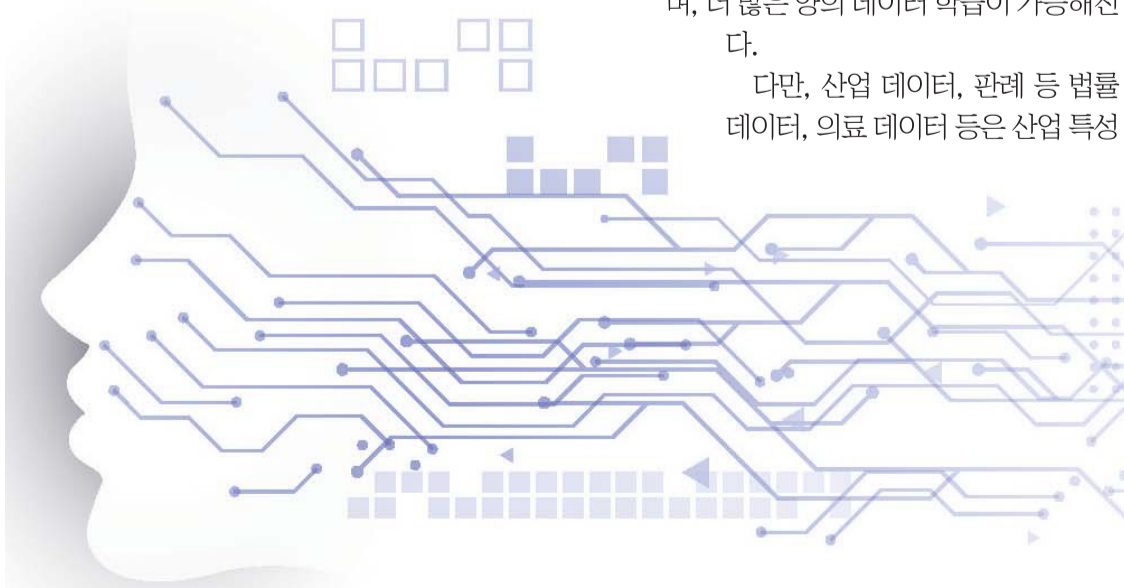 며, 더 많은 양의 데이터 학습이 가능해진
다.
다만, 산업 데이터, 판례 등 법률
데이터, 의료 데이터 등은 산업 특성